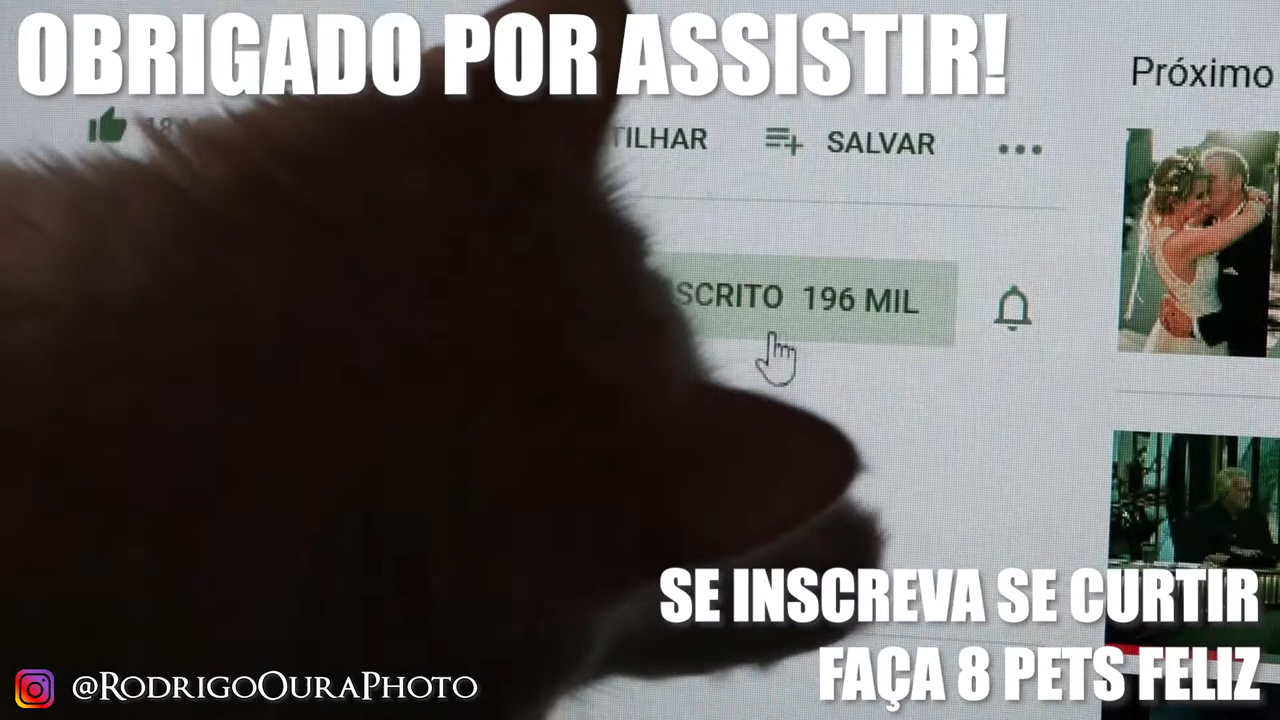 OBRIGADO POR ASSISTIR!
Próximo
TILHAR
SALVAR
SCRITO 196 MIL
SE INSCREVA SE CURTIR
FAÇA 8 PETS FELIZ
@RodrigoOuraPhoto